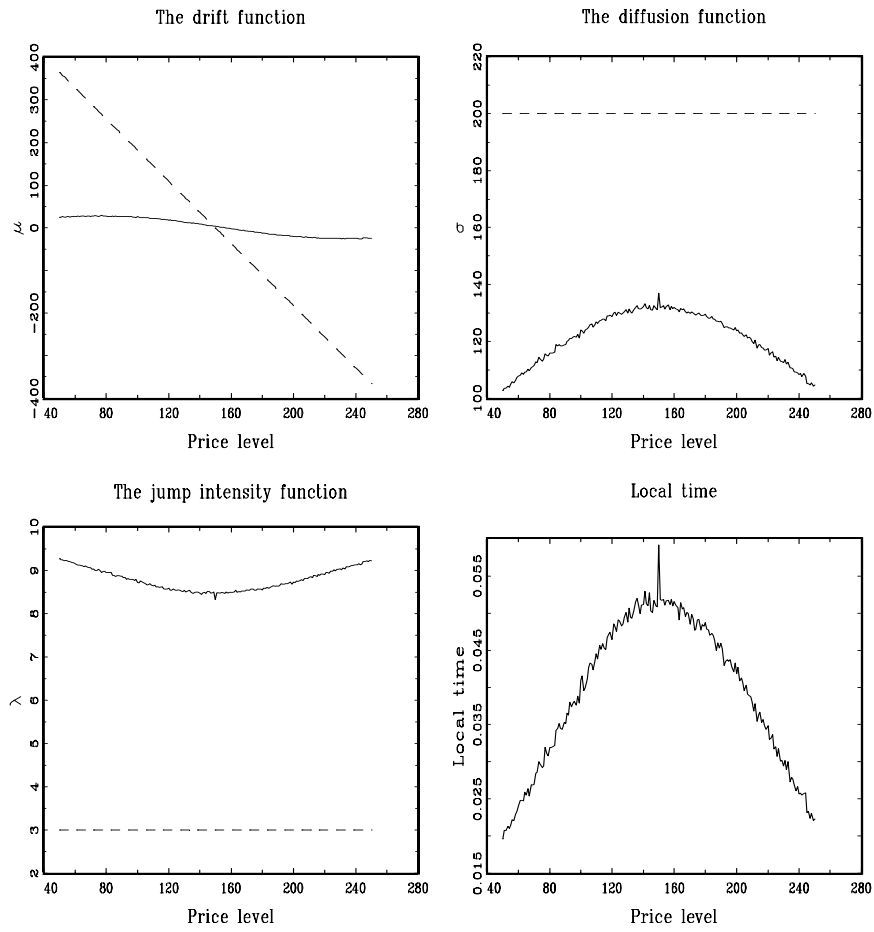 The drift function
μ
400
300
200
100
0
−200
−400
40 80 120 160 200 240 280
Price level
The diffusion function
σ
220
200
180
160
140
120
100
40 80 120 160 200 240 280
Price level
The jump intensity function
λ
10
9
8
7
6
5
4
3
2
40 80 120 160 200 240 280
Price level
Local time
Local time
0.055
0.045
0.035
0.025
0.015
40 80 120 160 200 240 280
Price level